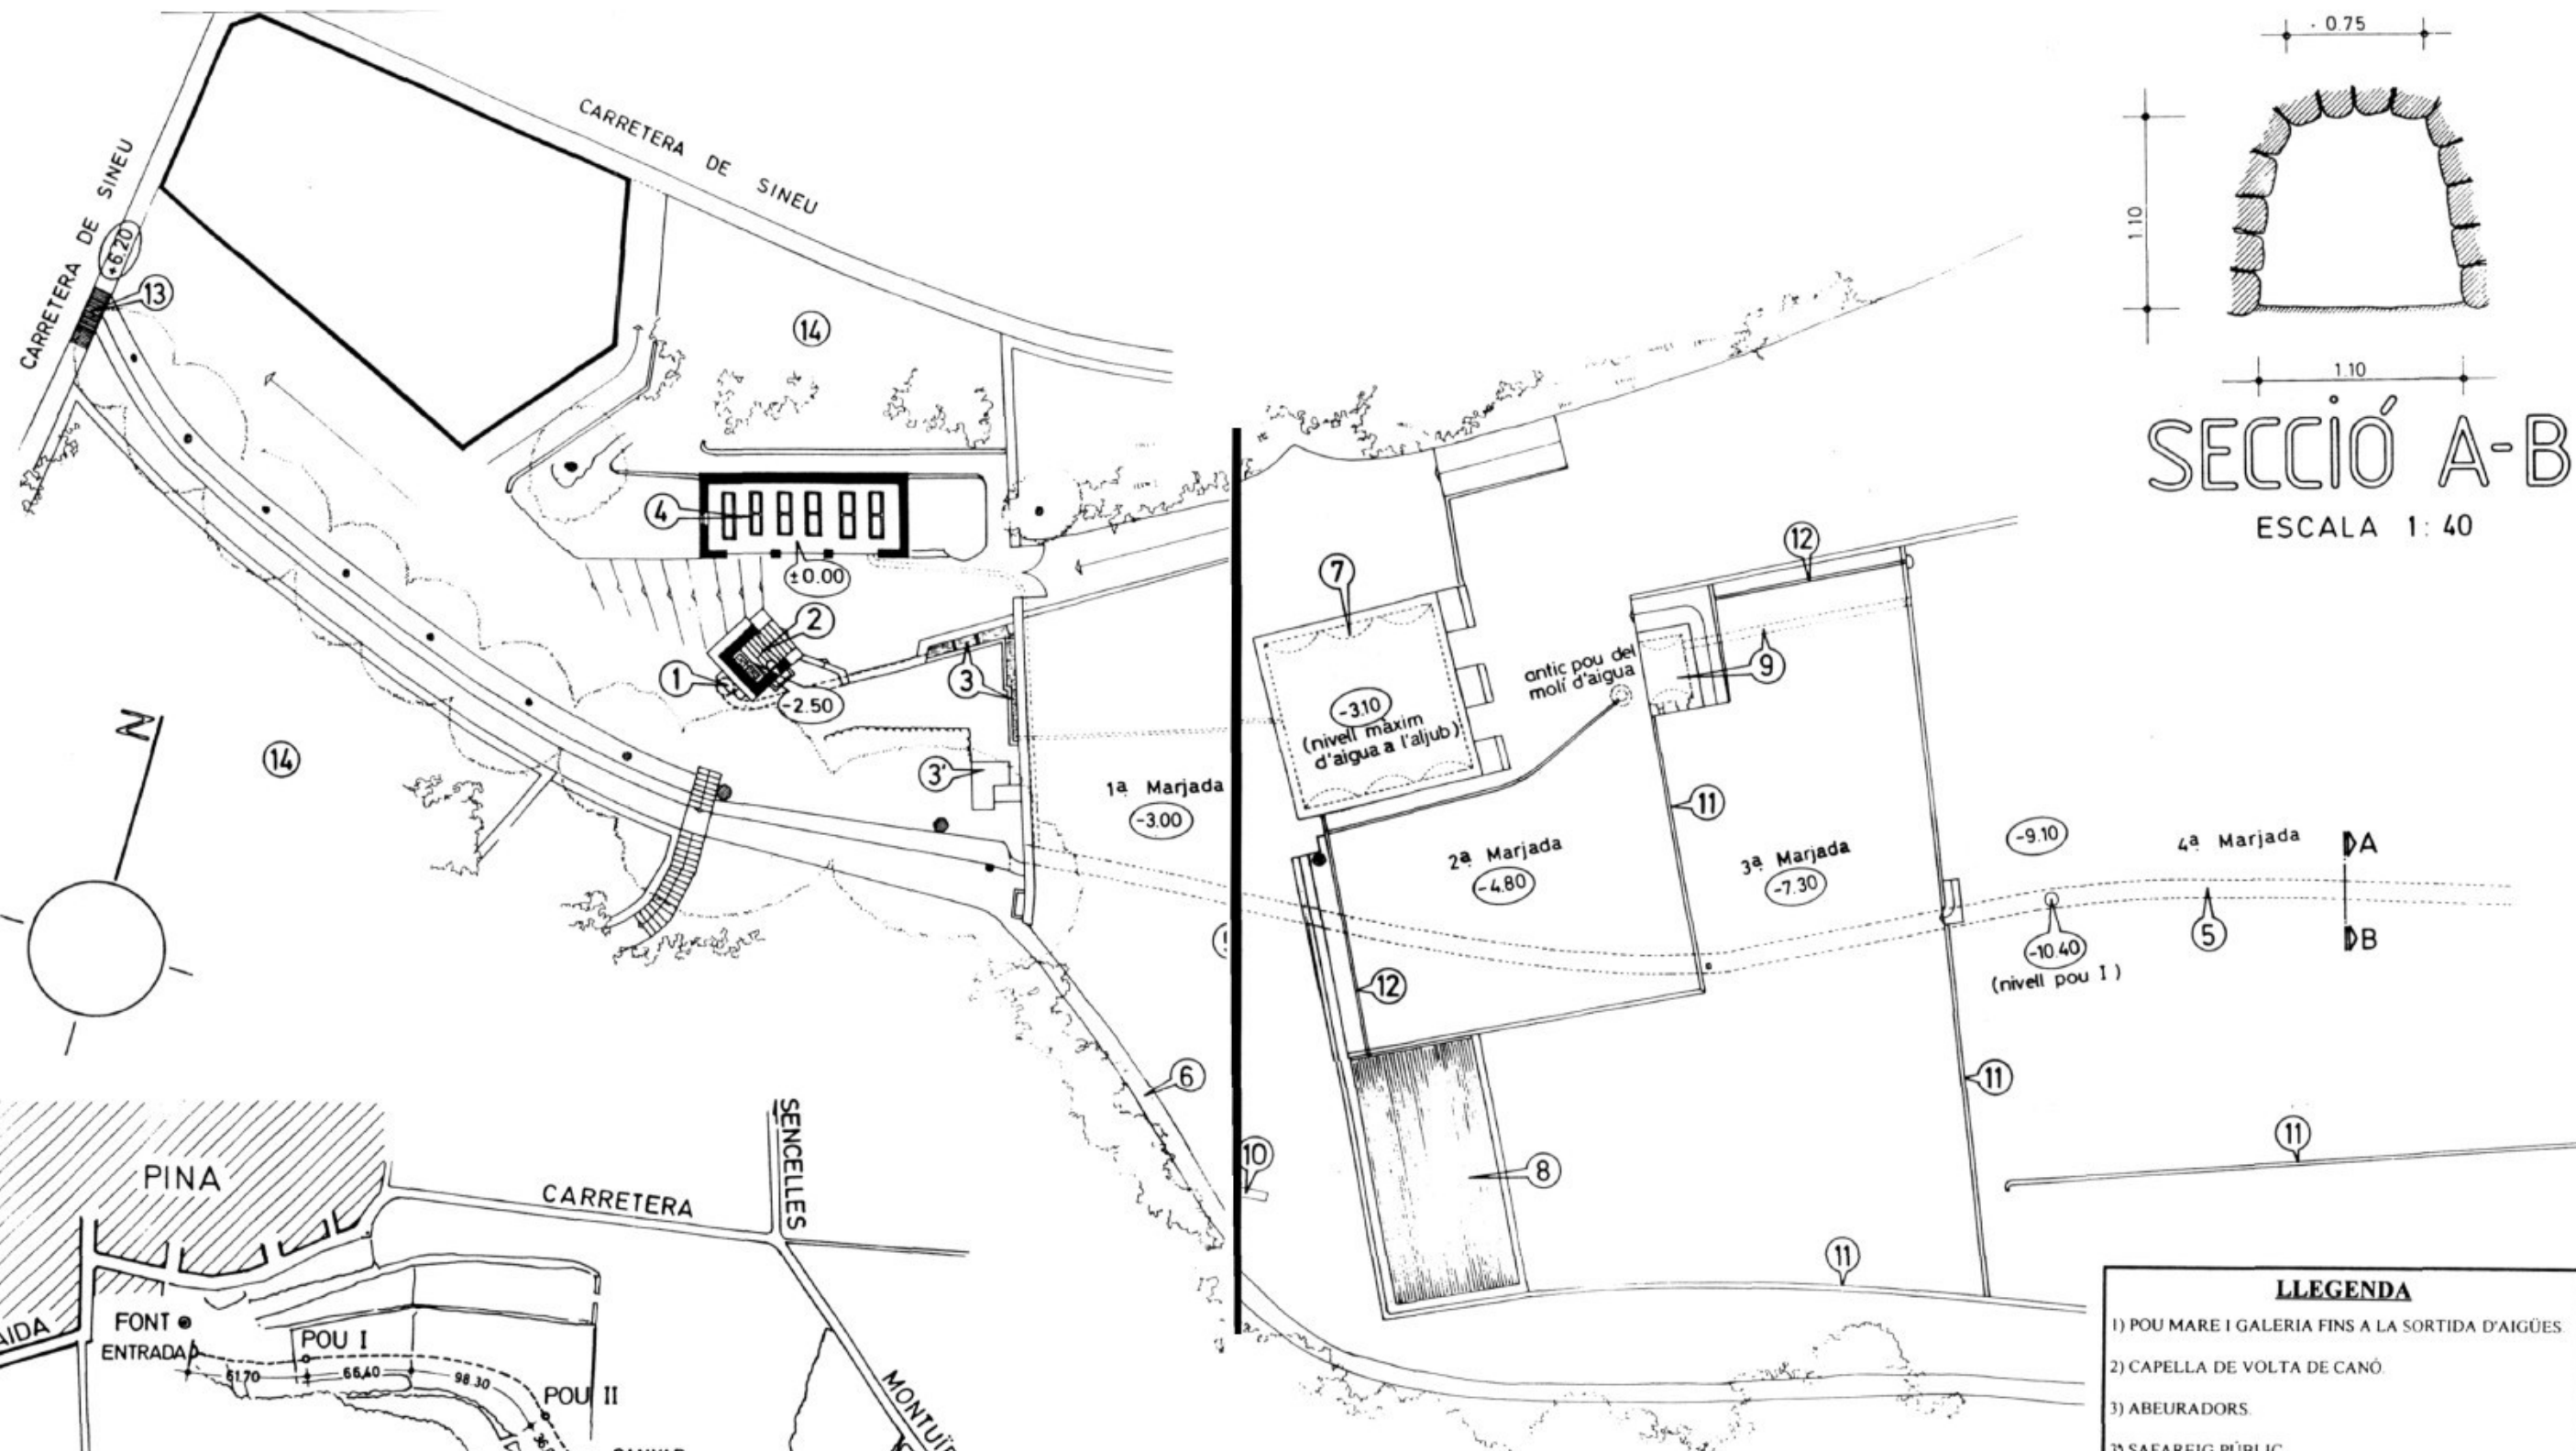 CARRETERA DE SINEU
+6.20
13
CARRETERA DE SINEU
14
4
±0.00
2
1
-2.50
3
3'
14
N
1ª Marjada
-3.00
6
7
-3.10
(nivell màxim
d'aigua a l'aljub)
antic pou del
molí d'aigua
12
9
11
2ª Marjada
-4.80
3ª Marjada
-7.30
12
-9.10
4ª Marjada
A
B
5
-10.40
(nivell pou I)
11
11
11
10
8
0.75
1.10
1.10
SECCIÓ A-B
ESCALA 1:40
PINA
CARRETERA
SENCELLES
FONT
ENTRADA
POU I
61.70
66.40
98.30
POU II
LLEGENDA
1) POU MARE I GALERIA FINS A LA SORTIDA D'AIGÜES.
2) CAPELLA DE VOLTA DE CANÓ.
3) ABEURADORS.
3') SAFAREIG PÚBLIC